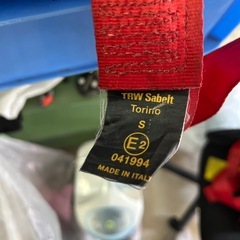 TRW Sabelt
Torino
S
E2
041994
MADE IN ITALY